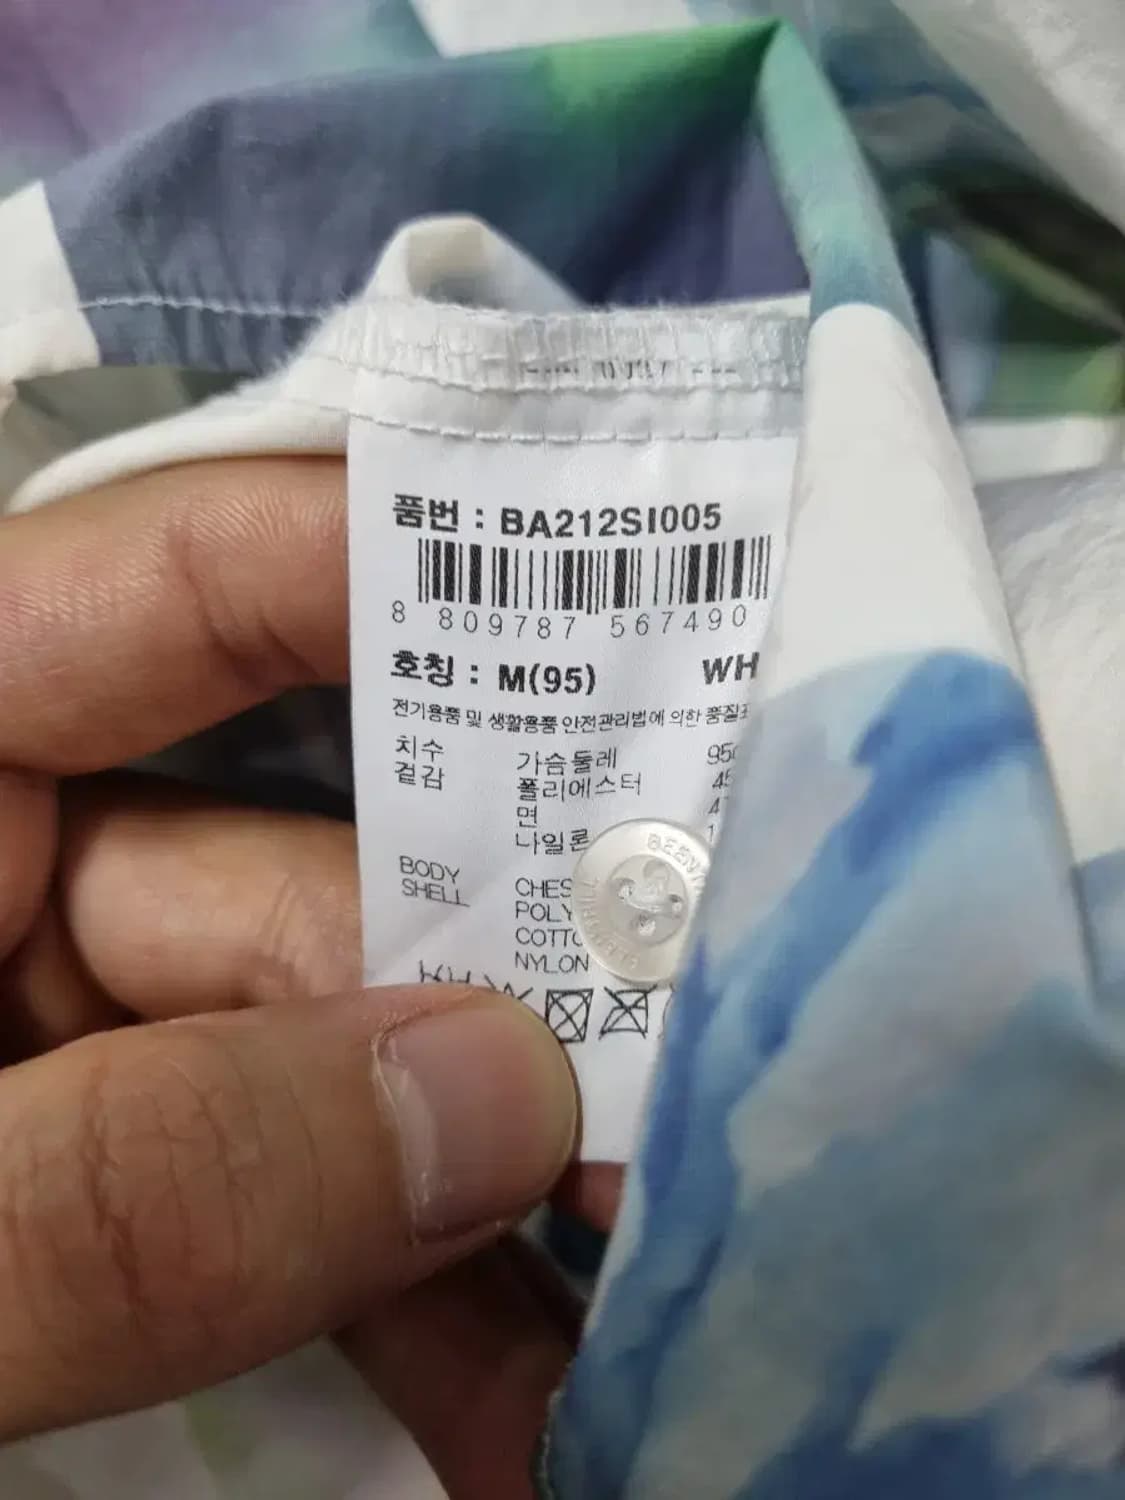 품번 : BA212SI005
8 809787 567490
호칭 : M(95) WH
전기용품 및 생활용품 안전관리법에 의한 품질
치수 가슴둘레 95
겉감 폴리에스터 45
면
나일론
BODY CHES
SHELL POLY
COTT
NYLON